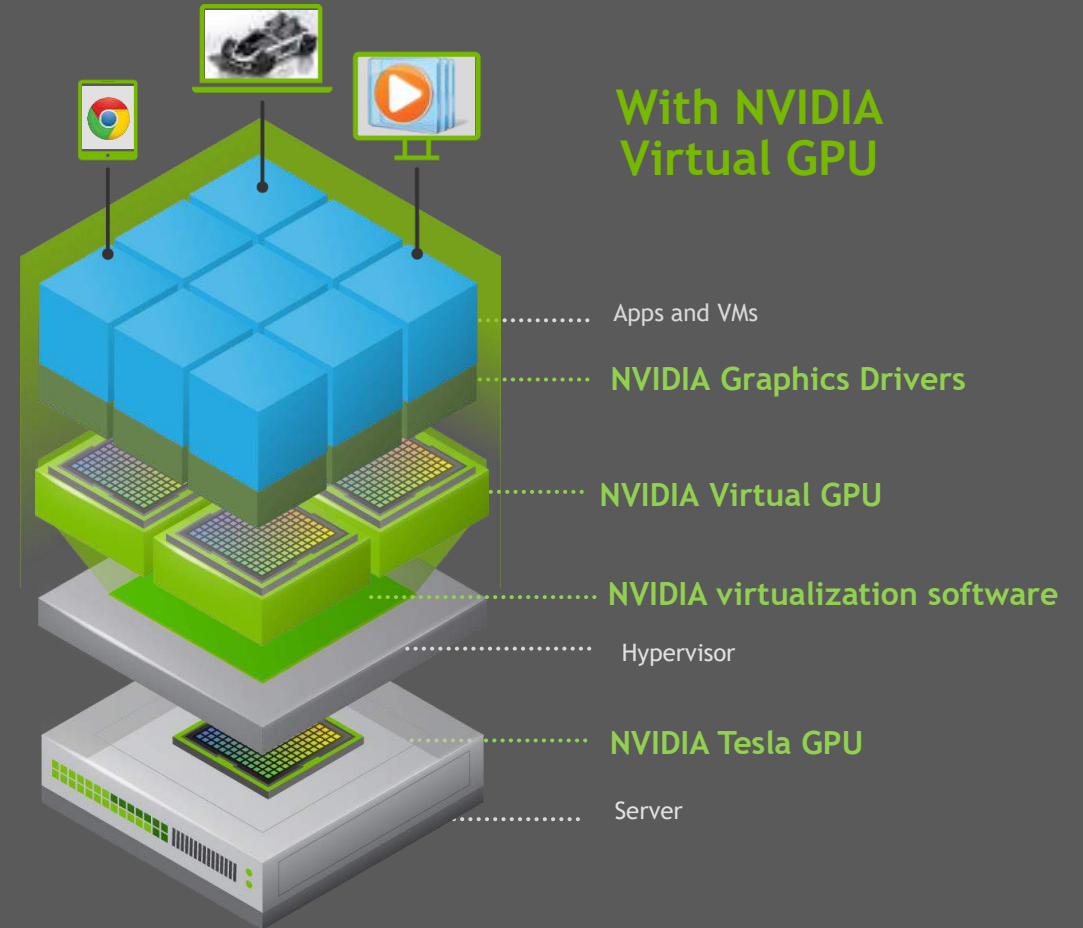 With NVIDIA
Virtual GPU
Apps and VMs
NVIDIA Graphics Drivers
NVIDIA Virtual GPU
NVIDIA virtualization software
Hypervisor
NVIDIA Tesla GPU
Server